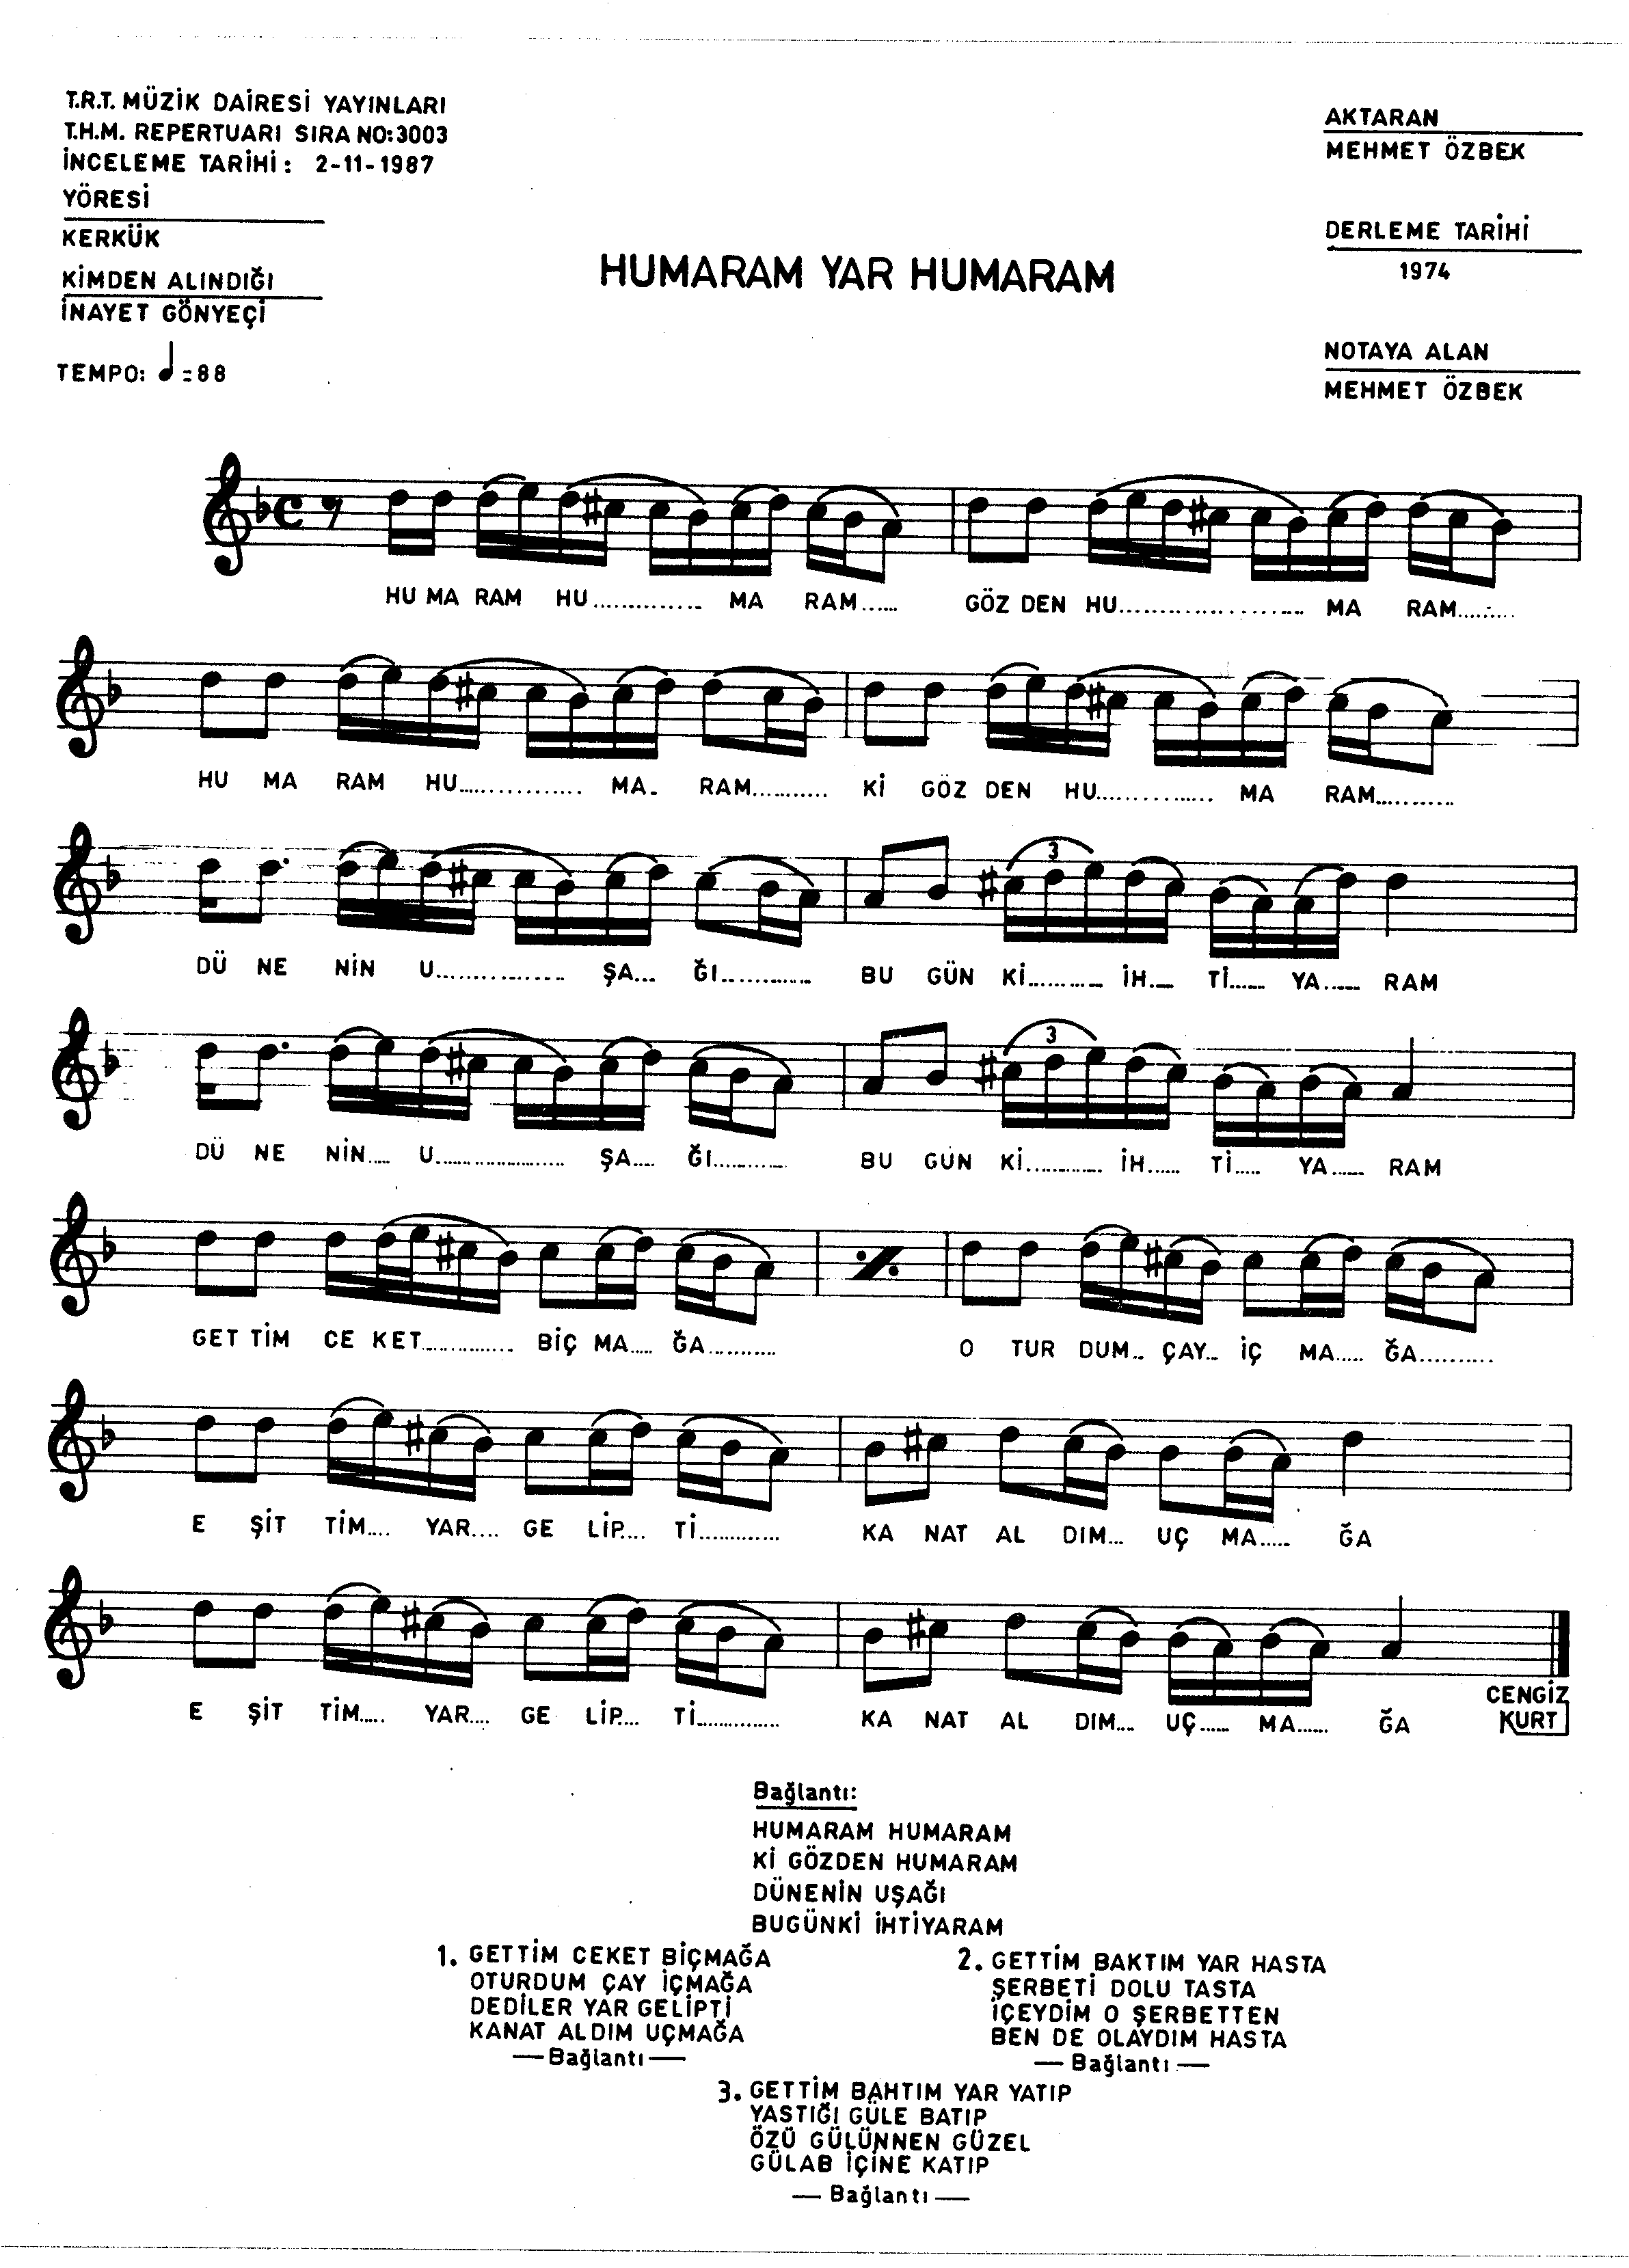 T.R.T. MÜZİK DAİRESİ YAYINLARI
T.H.M. REPERTUARI SIRA NO:3003
İNCELEME TARİHİ : 2-11-1987
YÖRESİ
KERKÜK
KİMDEN ALINDIĞI
İNAYET GÖNYEÇİ
TEMPO: ♩=88
HUMARAM YAR HUMARAM
AKTARAN
MEHMET ÖZBEK
DERLEME TARİHİ
1974
NOTAYA ALAN
MEHMET ÖZBEK
HU MA RAM HU.............. MA RAM...... GÖZ DEN HU........................ MA RAM........
HU MA RAM HU................ MA. RAM........... Kİ GÖZ DEN HU............... MA RAM...........
3
DÜ NE NİN U................. ŞA... ĞI............. BU GÜN Kİ........... İH.... Tİ...... YA...... RAM
3
DÜ NE NİN..... U..................... ŞA.... ĞI............ BU GÜN Kİ............ İH...... Tİ..... YA...... RAM
GET TİM CE KET.............. BİÇ MA..... ĞA........... O TUR DUM... ÇAY... İÇ MA..... ĞA..........
E ŞİT TİM.... YAR.... GE LİP.... Tİ............. KA NAT AL DIM... UÇ MA..... ĞA
E ŞİT TİM..... YAR.... GE LİP.... Tİ.............. KA NAT AL DIM... UÇ...... MA...... ĞA
CENGİZ
KURT
Bağlantı:
HUMARAM HUMARAM
Kİ GÖZDEN HUMARAM
DÜNENİN UŞAĞI
BUGÜNKİ İHTİYARAM
1. GETTİM CEKET BİÇMAĞA
OTURDUM ÇAY İÇMAĞA
DEDİLER YAR GELİPTİ
KANAT ALDIM UÇMAĞA
— Bağlantı —
2. GETTİM BAKTIM YAR HASTA
ŞERBETİ DOLU TASTA
İÇEYDİM O ŞERBETTEN
BEN DE OLAYDIM HASTA
— Bağlantı —
3. GETTİM BAHTIM YAR YATIP
YASTIĞI GÜLE BATIP
ÖZÜ GÜLÜNNEN GÜZEL
GÜLAB İÇİNE KATIP
— Bağlantı —